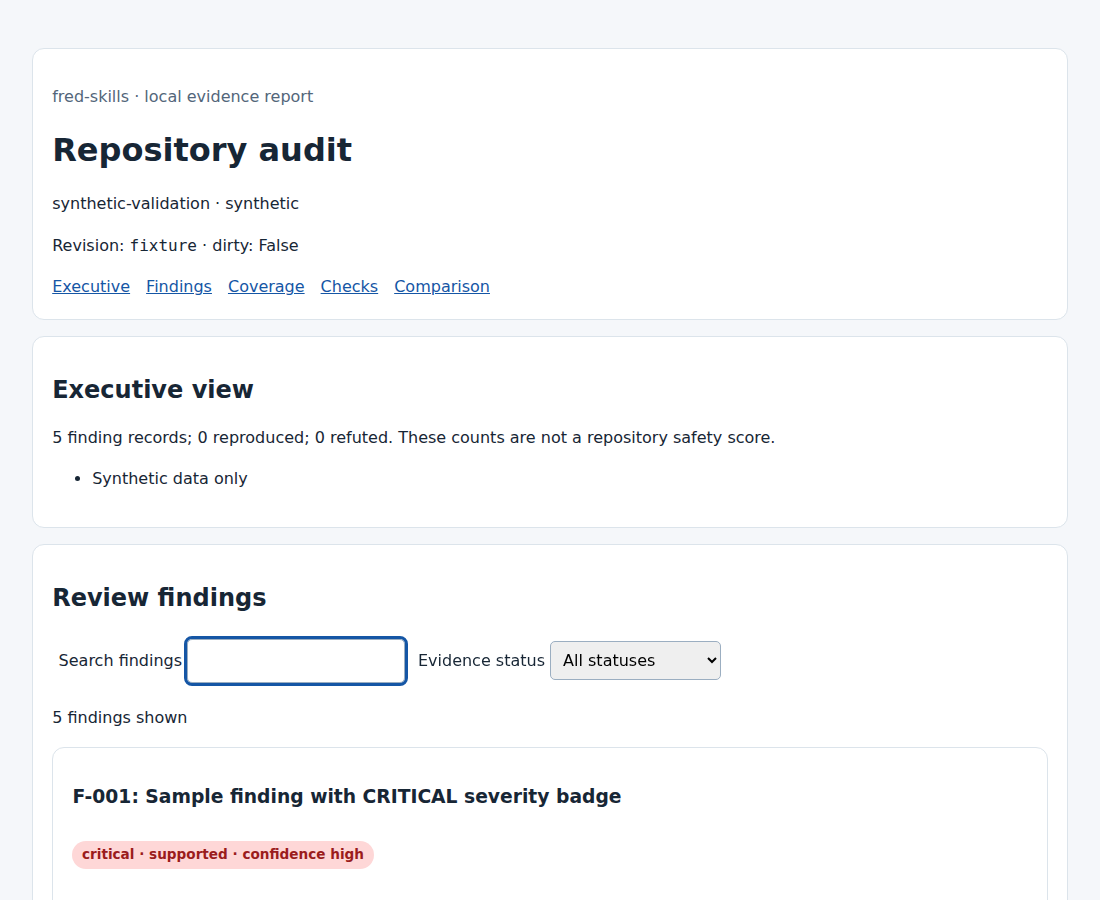 fred-skills · local evidence report
Repository audit
synthetic-validation · synthetic
Revision: fixture · dirty: False
Executive Findings Coverage Checks Comparison
Executive view
5 finding records; 0 reproduced; 0 refuted. These counts are not a repository safety score.
• Synthetic data only
Review findings
Search findings Evidence status All statuses
5 findings shown
F-001: Sample finding with CRITICAL severity badge
critical · supported · confidence high